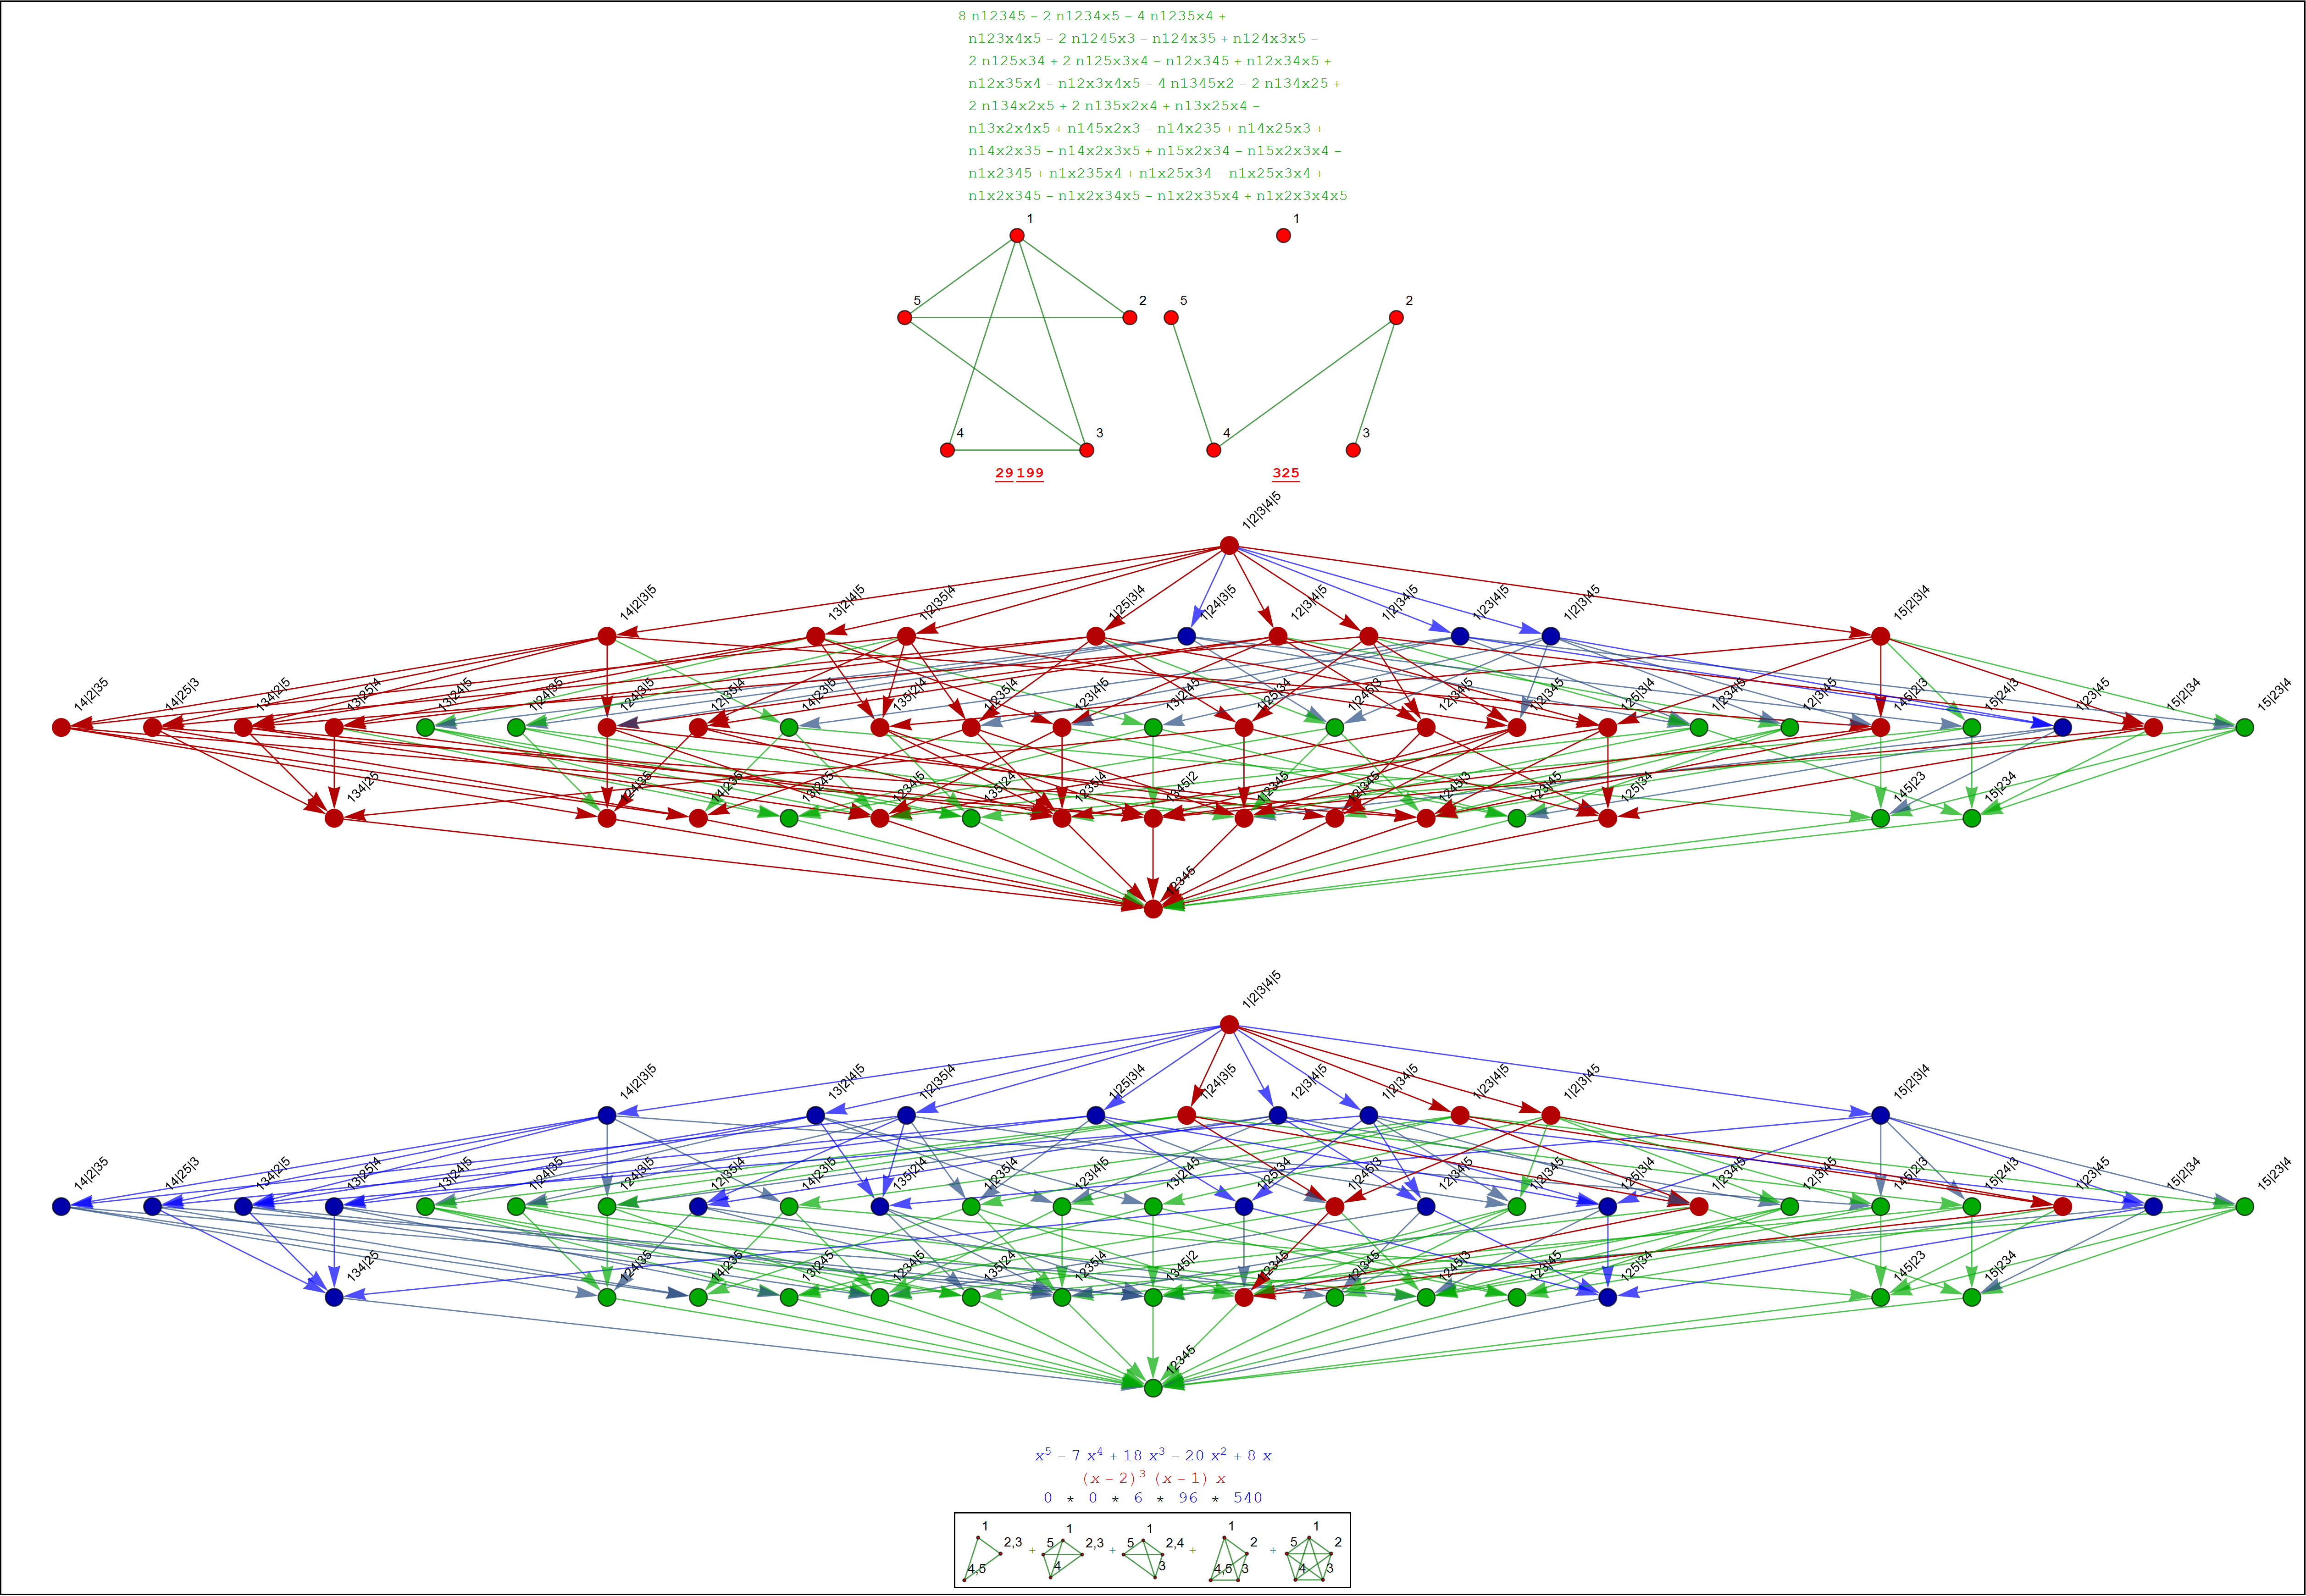 8 n12345 – 2 n1234x5 – 4 n1235x4 +
n123x4x5 – 2 n1245x3 – n124x35 + n124x3x5 –
2 n125x34 + 2 n125x3x4 – n12x345 + n12x34x5 +
n12x35x4 – n12x3x4x5 – 4 n1345x2 – 2 n134x25 +
2 n134x2x5 + 2 n135x2x4 + n13x25x4 –
n13x2x4x5 + n145x2x3 – n14x235 + n14x25x3 +
n14x2x35 – n14x2x3x5 + n15x2x34 – n15x2x3x4 –
n1x2345 + n1x235x4 + n1x25x34 – n1x25x3x4 +
n1x2x345 – n1x2x34x5 – n1x2x35x4 + n1x2x3x4x5
1 1
5 2 5 2
4 3 4 3
29 199 325
1|2|3|4|5
14|2|3|5 13|2|4|5 1|2|35|4 1|25|3|4 1|24|3|5 12|3|4|5 1|2|34|5 1|23|4|5 1|2|3|45 15|2|3|4
14|2|35 14|25|3 134|2|5 13|25|4 13|24|5 1|24|35 124|3|5 12|35|4 14|23|5 135|2|4 1|235|4 123|4|5 13|2|45 1|25|34 1|245|3 12|34|5 1|2|345 125|3|4 1|234|5 12|3|45 145|2|3 15|24|3 1|23|45 15|2|34 15|23|4
134|25 124|35 14|235 13|245 1234|5 135|24 1235|4 1345|2 1|2345 12|345 1245|3 123|45 125|34 145|23 15|234
12345
1|2|3|4|5
14|2|3|5 13|2|4|5 1|2|35|4 1|25|3|4 1|24|3|5 12|3|4|5 1|2|34|5 1|23|4|5 1|2|3|45 15|2|3|4
14|2|35 14|25|3 134|2|5 13|25|4 13|24|5 1|24|35 124|3|5 12|35|4 14|23|5 135|2|4 1|235|4 123|4|5 13|2|45 1|25|34 1|245|3 12|34|5 1|2|345 125|3|4 1|234|5 12|3|45 145|2|3 15|24|3 1|23|45 15|2|34 15|23|4
134|25 124|35 14|235 13|245 1234|5 135|24 1235|4 1345|2 1|2345 12|345 1245|3 123|45 125|34 145|23 15|234
12345
x⁵ – 7 x⁴ + 18 x³ – 20 x² + 8 x
(x – 2)³ (x – 1) x
0 * 0 * 6 * 96 * 540
1 1 1 1 1
2,3 5 2,3 5 2,4 2 5 2
+ + + +
4,5 4 3 4,5 3 4 3